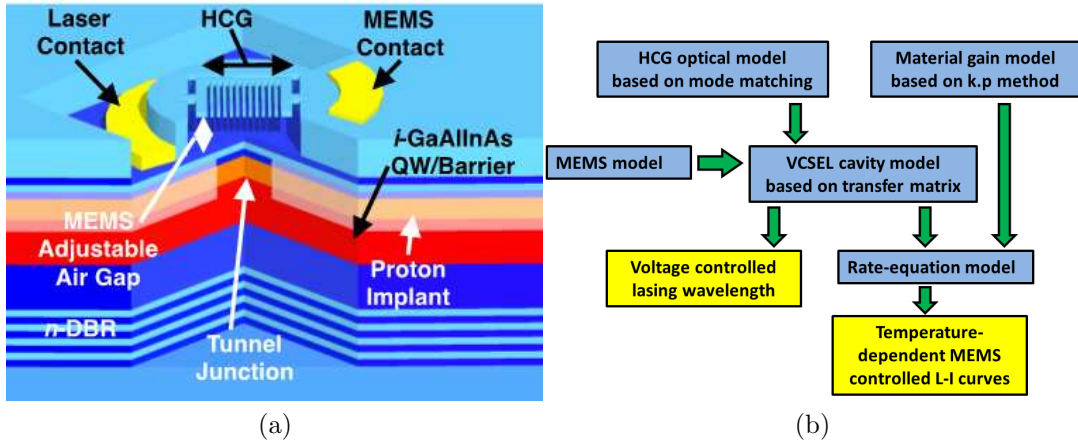 Laser
Contact
HCG
MEMS
Contact
i-GaAlInAs
QW/Barrier
MEMS
Adjustable
Air Gap
Proton
Implant
n-DBR
Tunnel
Junction
(a)
HCG optical model
based on mode matching
Material gain model
based on k.p method
MEMS model
VCSEL cavity model
based on transfer matrix
Voltage controlled
lasing wavelength
Rate-equation model
Temperature-
dependent MEMS
controlled L-I curves
(b)